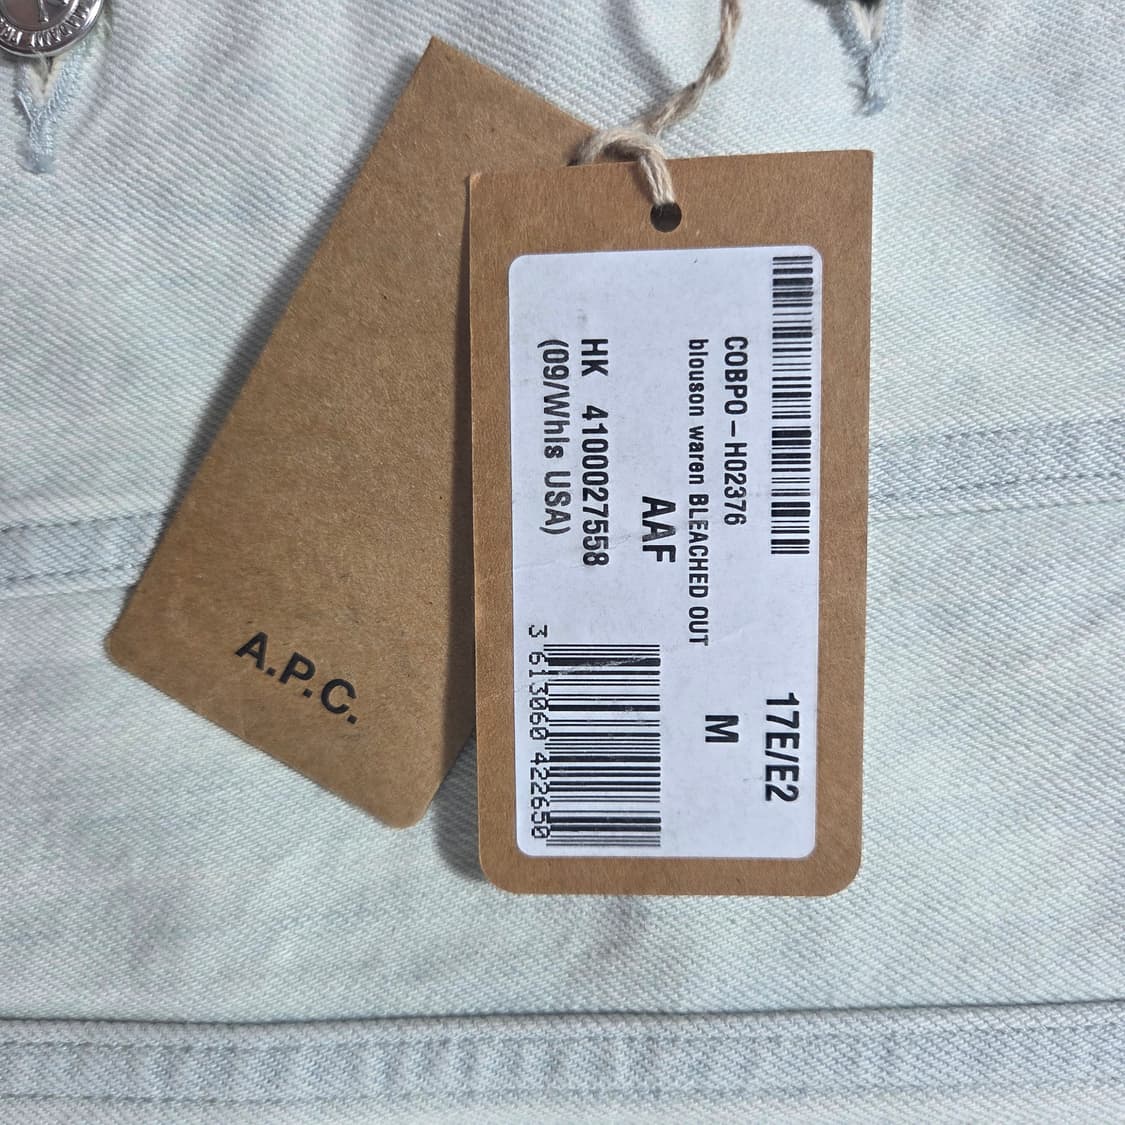 A.P.C.
17E/E2
COBPO-H02376
blouson waren BLEACHED OUT
M
AAF
HK 4100027558
(09/Whls USA)
3 613060 422650